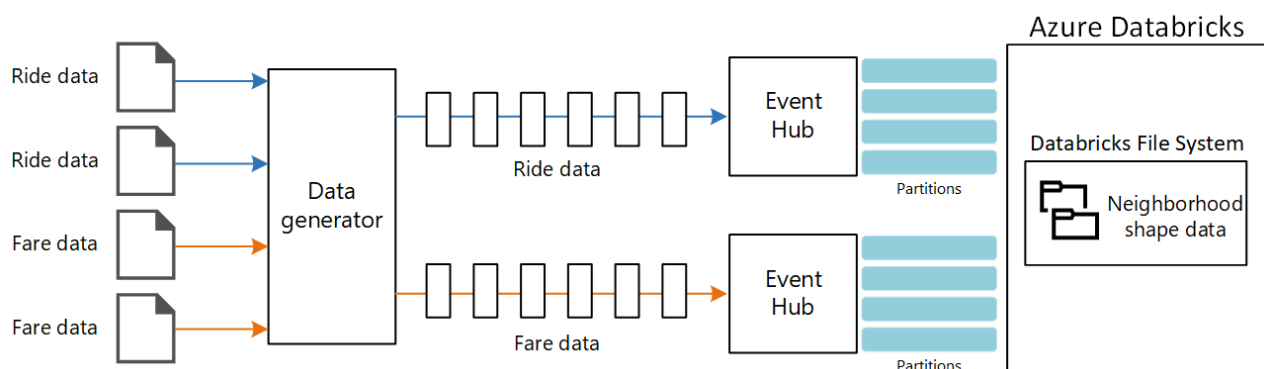 Azure Databricks
Ride data
Ride data
Fare data
Fare data
Data
generator
Ride data
Fare data
Event
Hub
Partitions
Event
Hub
Partitions
Databricks File System
Neighborhood
shape data